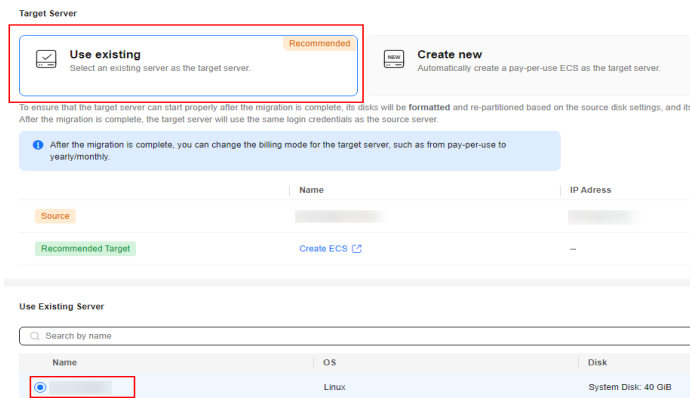 Target Server
Recommended
Use existing
Select an existing server as the target server.
NEW
Create new
Automatically create a pay-per-use ECS as the target server.
To ensure that the target server can start properly after the migration is complete, its disks will be formatted and re-partitioned based on the source disk settings, and its
After the migration is complete, the target server will use the same login credentials as the source server.
After the migration is complete, you can change the billing mode for the target server, such as from pay-per-use to
yearly/monthly.
Name IP Adress
Source
Recommended Target Create ECS --
Use Existing Server
Search by name
Name OS Disk
Linux System Disk: 40 GiB